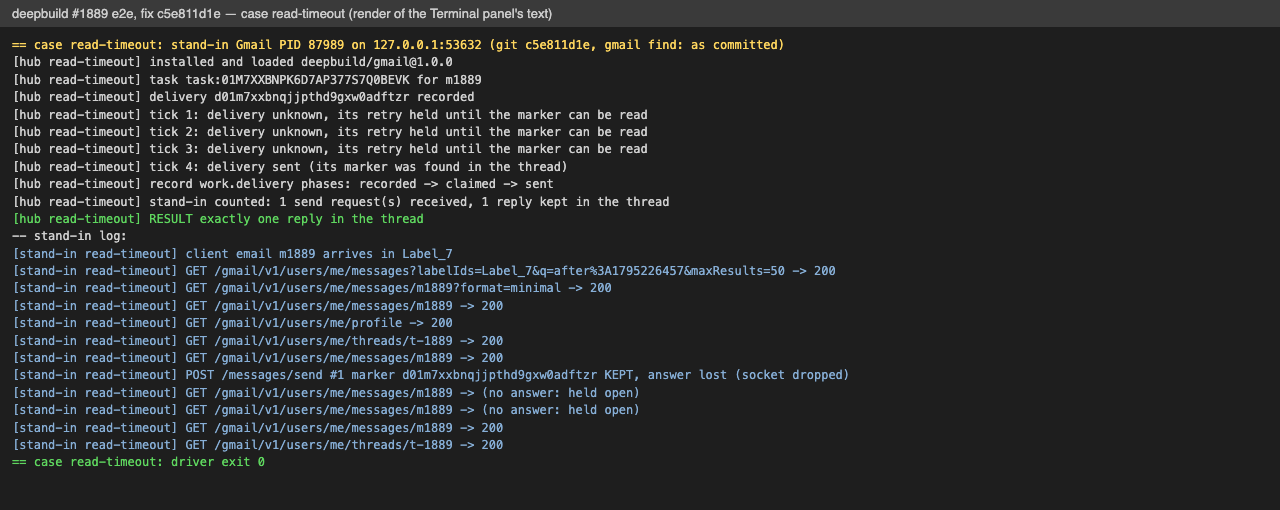 deepbuild #1889 e2e, fix c5e811d1e — case read-timeout (render of the Terminal panel's text)
== case read-timeout: stand-in Gmail PID 87989 on 127.0.0.1:53632 (git c5e811d1e, gmail find: as committed)
[hub read-timeout] installed and loaded deepbuild/gmail@1.0.0
[hub read-timeout] task task:01M7XXBNPK6D7AP377S7Q0BEVK for m1889
[hub read-timeout] delivery d01m7xxbnqjjpthd9gxw0adftzr recorded
[hub read-timeout] tick 1: delivery unknown, its retry held until the marker can be read
[hub read-timeout] tick 2: delivery unknown, its retry held until the marker can be read
[hub read-timeout] tick 3: delivery unknown, its retry held until the marker can be read
[hub read-timeout] tick 4: delivery sent (its marker was found in the thread)
[hub read-timeout] record work.delivery phases: recorded -> claimed -> sent
[hub read-timeout] stand-in counted: 1 send request(s) received, 1 reply kept in the thread
[hub read-timeout] RESULT exactly one reply in the thread
-- stand-in log:
[stand-in read-timeout] client email m1889 arrives in Label_7
[stand-in read-timeout] GET /gmail/v1/users/me/messages?labelIds=Label_7&q=after%3A1795226457&maxResults=50 -> 200
[stand-in read-timeout] GET /gmail/v1/users/me/messages/m1889?format=minimal -> 200
[stand-in read-timeout] GET /gmail/v1/users/me/messages/m1889 -> 200
[stand-in read-timeout] GET /gmail/v1/users/me/profile -> 200
[stand-in read-timeout] GET /gmail/v1/users/me/threads/t-1889 -> 200
[stand-in read-timeout] GET /gmail/v1/users/me/messages/m1889 -> 200
[stand-in read-timeout] POST /messages/send #1 marker d01m7xxbnqjjpthd9gxw0adftzr KEPT, answer lost (socket dropped)
[stand-in read-timeout] GET /gmail/v1/users/me/messages/m1889 -> (no answer: held open)
[stand-in read-timeout] GET /gmail/v1/users/me/messages/m1889 -> (no answer: held open)
[stand-in read-timeout] GET /gmail/v1/users/me/messages/m1889 -> 200
[stand-in read-timeout] GET /gmail/v1/users/me/threads/t-1889 -> 200
== case read-timeout: driver exit 0